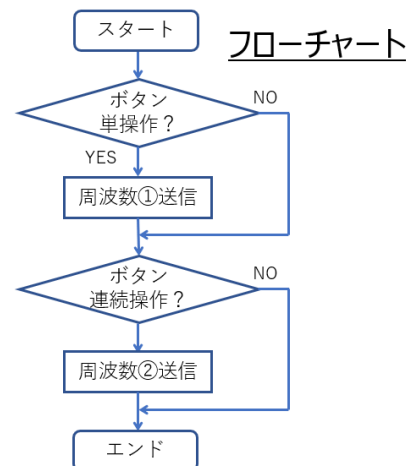 スタート
フローチャート
ボタン
単操作？
NO
YES
周波数①送信
ボタン
連続操作？
NO
周波数②送信
エンド